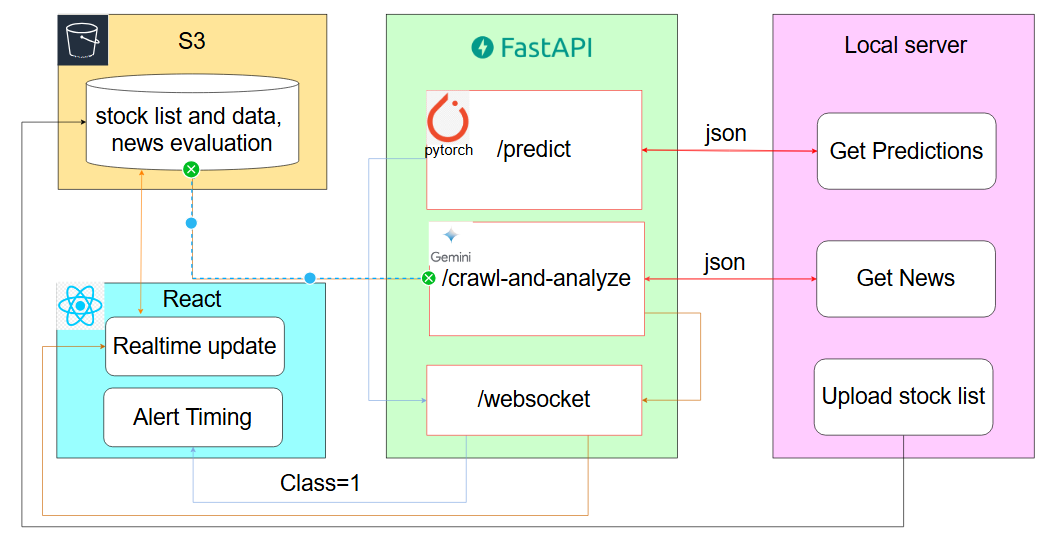 S3
stock list and data,
news evaluation
React
Realtime update
Alert Timing
Class=1
FastAPI
pytorch
/predict
Gemini
/crawl-and-analyze
/websocket
json
json
Local server
Get Predictions
Get News
Upload stock list